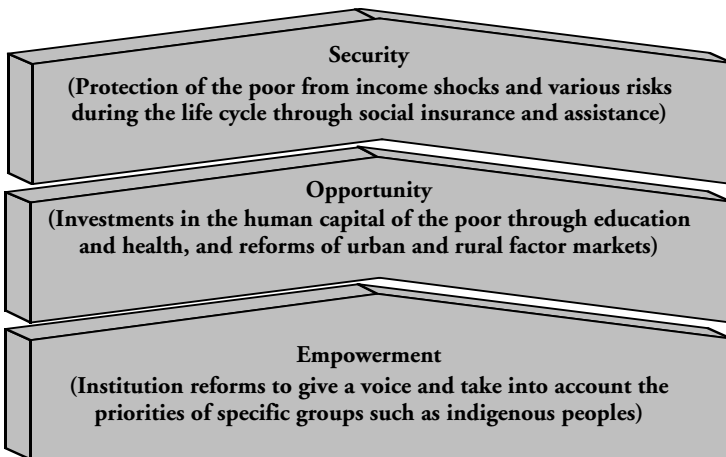 Security
(Protection of the poor from income shocks and various risks
during the life cycle through social insurance and assistance)
Opportunity
(Investments in the human capital of the poor through education
and health, and reforms of urban and rural factor markets)
Empowerment
(Institution reforms to give a voice and take into account the
priorities of specific groups such as indigenous peoples)